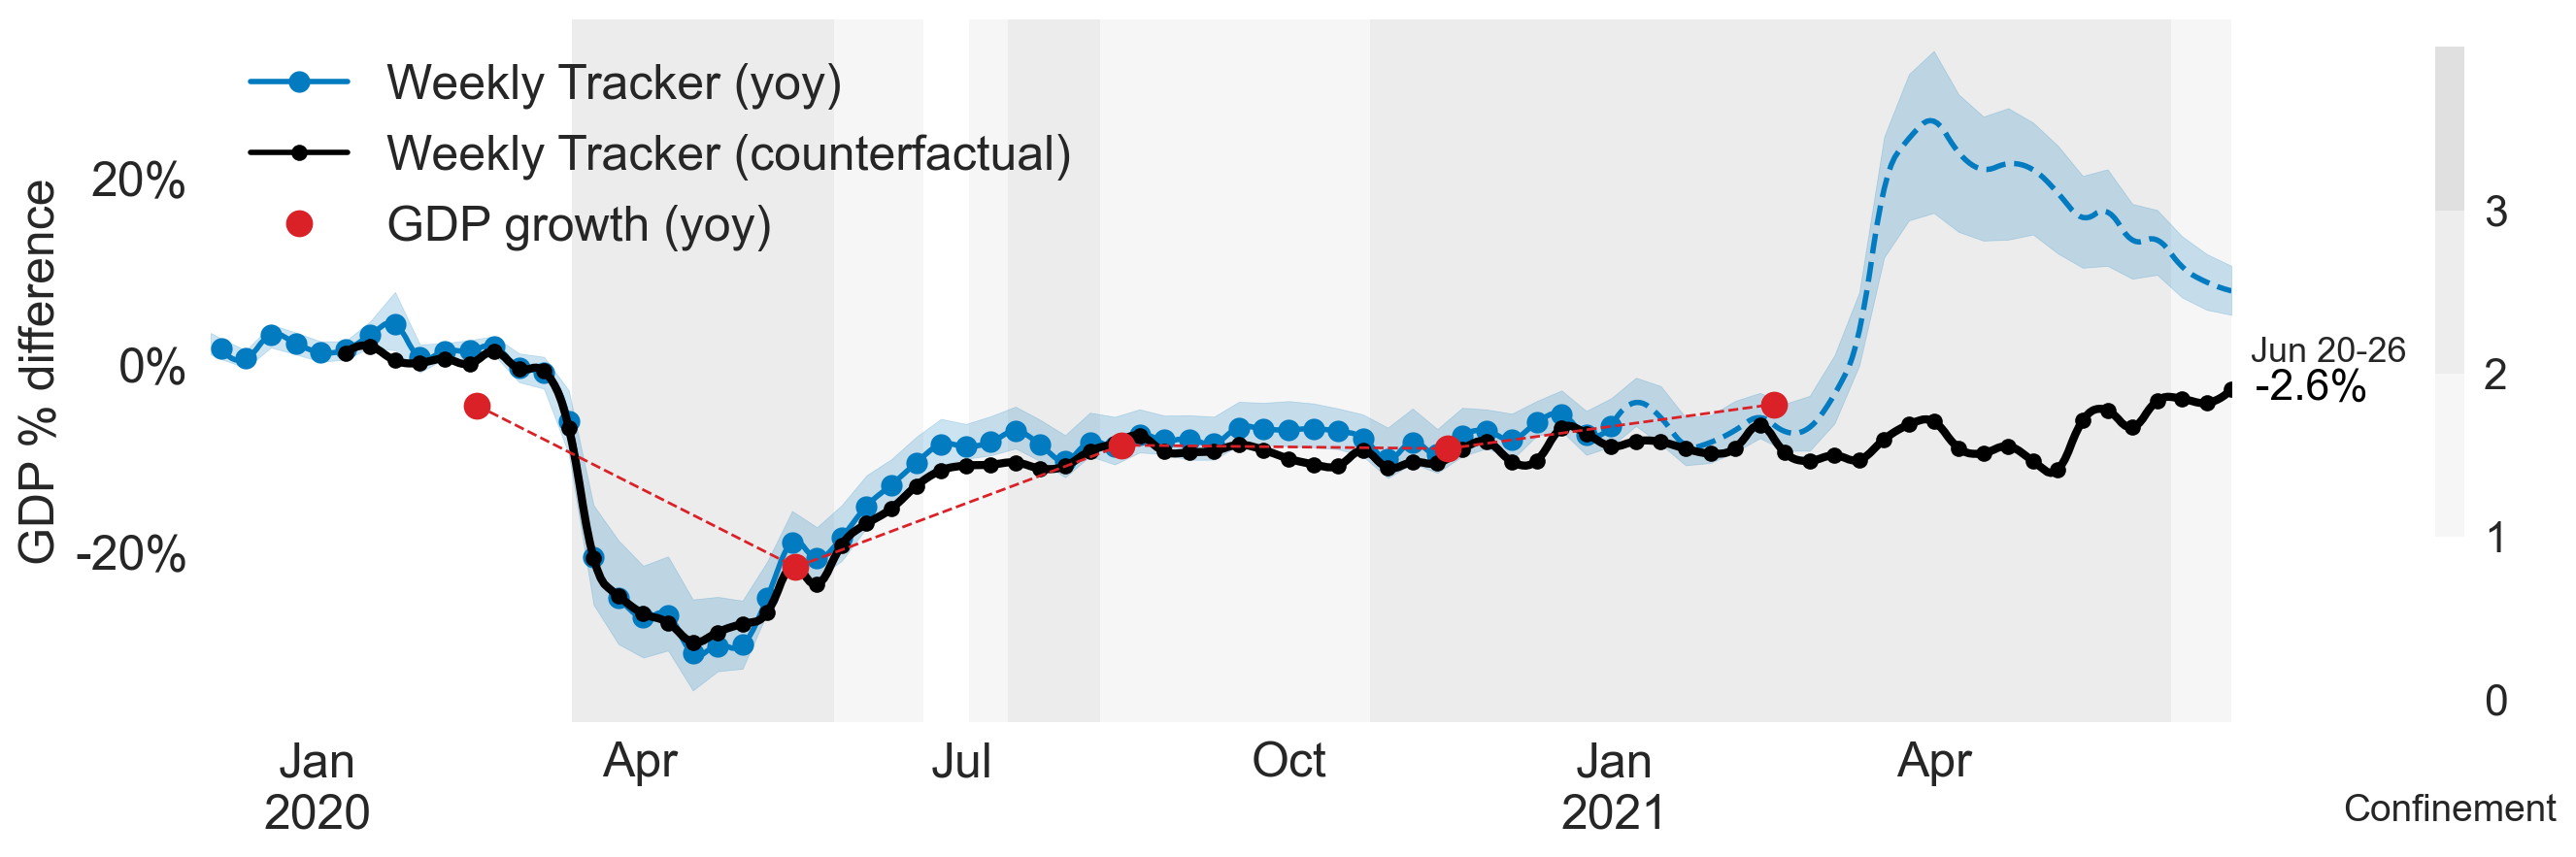 Weekly Tracker (yoy)
Weekly Tracker (counterfactual)
GDP growth (yoy)
GDP % difference
20%
0%
-20%
Jan
2020
Apr
Jul
Oct
Jan
2021
Apr
Jun 20-26
-2.6%
3
2
1
0
Confinement